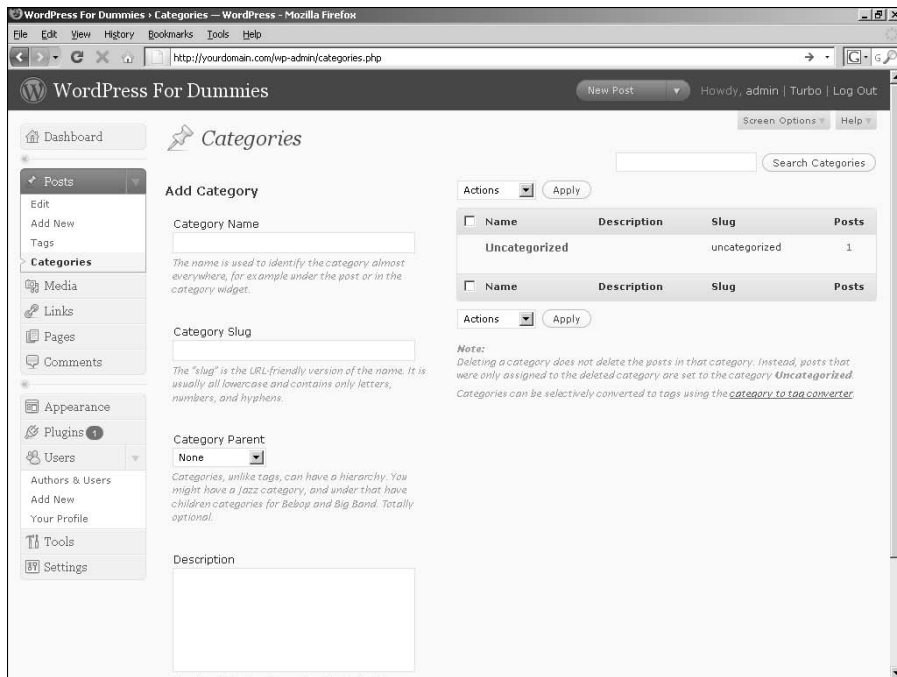 WordPress For Dummies › Categories — WordPress - Mozilla Firefox
File Edit View History Bookmarks Tools Help
http://yourdomain.com/wp-admin/categories.php
WordPress For Dummies
New Post
Howdy, admin | Turbo | Log Out
Screen Options
Help
Dashboard
Posts
Edit
Add New
Tags
Categories
Media
Links
Pages
Comments
Appearance
Plugins 1
Users
Authors & Users
Add New
Your Profile
Tools
Settings
Categories
Search Categories
Add Category
Category Name
The name is used to identify the category almost
everywhere, for example under the post or in the
category widget.
Category Slug
The "slug" is the URL-friendly version of the name. It is
usually all lowercase and contains only letters,
numbers, and hyphens.
Category Parent
None
Categories, unlike tags, can have a hierarchy. You
might have a Jazz category, and under that have
children categories for Bebop and Big Band. Totally
optional.
Description
Actions Apply
Name Description Slug Posts
Uncategorized uncategorized 1
Name Description Slug Posts
Actions Apply
Note:
Deleting a category does not delete the posts in that category. Instead, posts that
were only assigned to the deleted category are set to the category Uncategorized.
Categories can be selectively converted to tags using the category to tag converter.